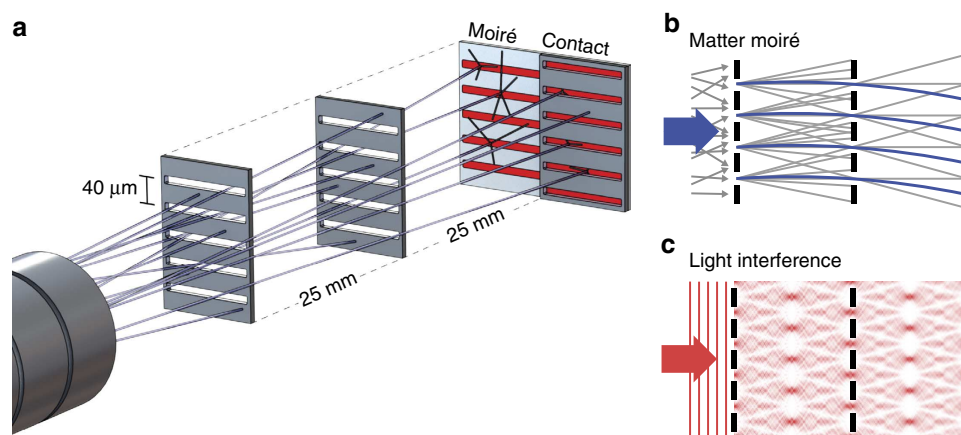 a
Moiré
Contact
40 μm
25 mm
25 mm
b
Matter moiré
c
Light interference